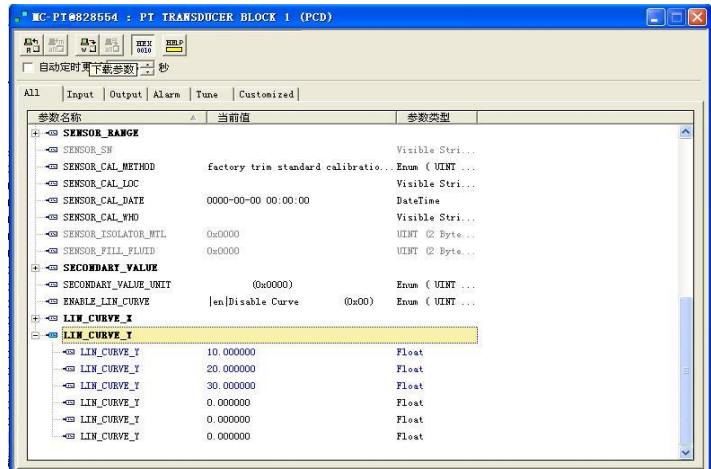 MC-PT@828554 : PT TRANSDUCER BLOCK 1 (PCD)
HEX 0010 HELP
自动定时更 下载参数 秒
All Input Output Alarm Tune Customized
参数名称 当前值 参数类型
SENSOR_RANGE
SENSOR_SN Visible Stri...
SENSOR_CAL_METHOD factory trim standard calibratio... Enum ( UINT ...
SENSOR_CAL_LOC Visible Stri...
SENSOR_CAL_DATE 0000-00-00 00:00:00 DateTime
SENSOR_CAL_WHO Visible Stri...
SENSOR_ISOLATOR_MTL 0x0000 UINT (2 Byte...
SENSOR_FILL_FLUID 0x0000 UINT (2 Byte...
SECONDARY_VALUE
SECONDARY_VALUE_UNIT (0x0000) Enum ( UINT ...
ENABLE_LIN_CURVE |en|Disable Curve (0x00) Enum ( UINT ...
LIN_CURVE_X
LIN_CURVE_Y
LIN_CURVE_Y 10.000000 Float
LIN_CURVE_Y 20.000000 Float
LIN_CURVE_Y 30.000000 Float
LIN_CURVE_Y 0.000000 Float
LIN_CURVE_Y 0.000000 Float
LIN_CURVE_Y 0.000000 Float